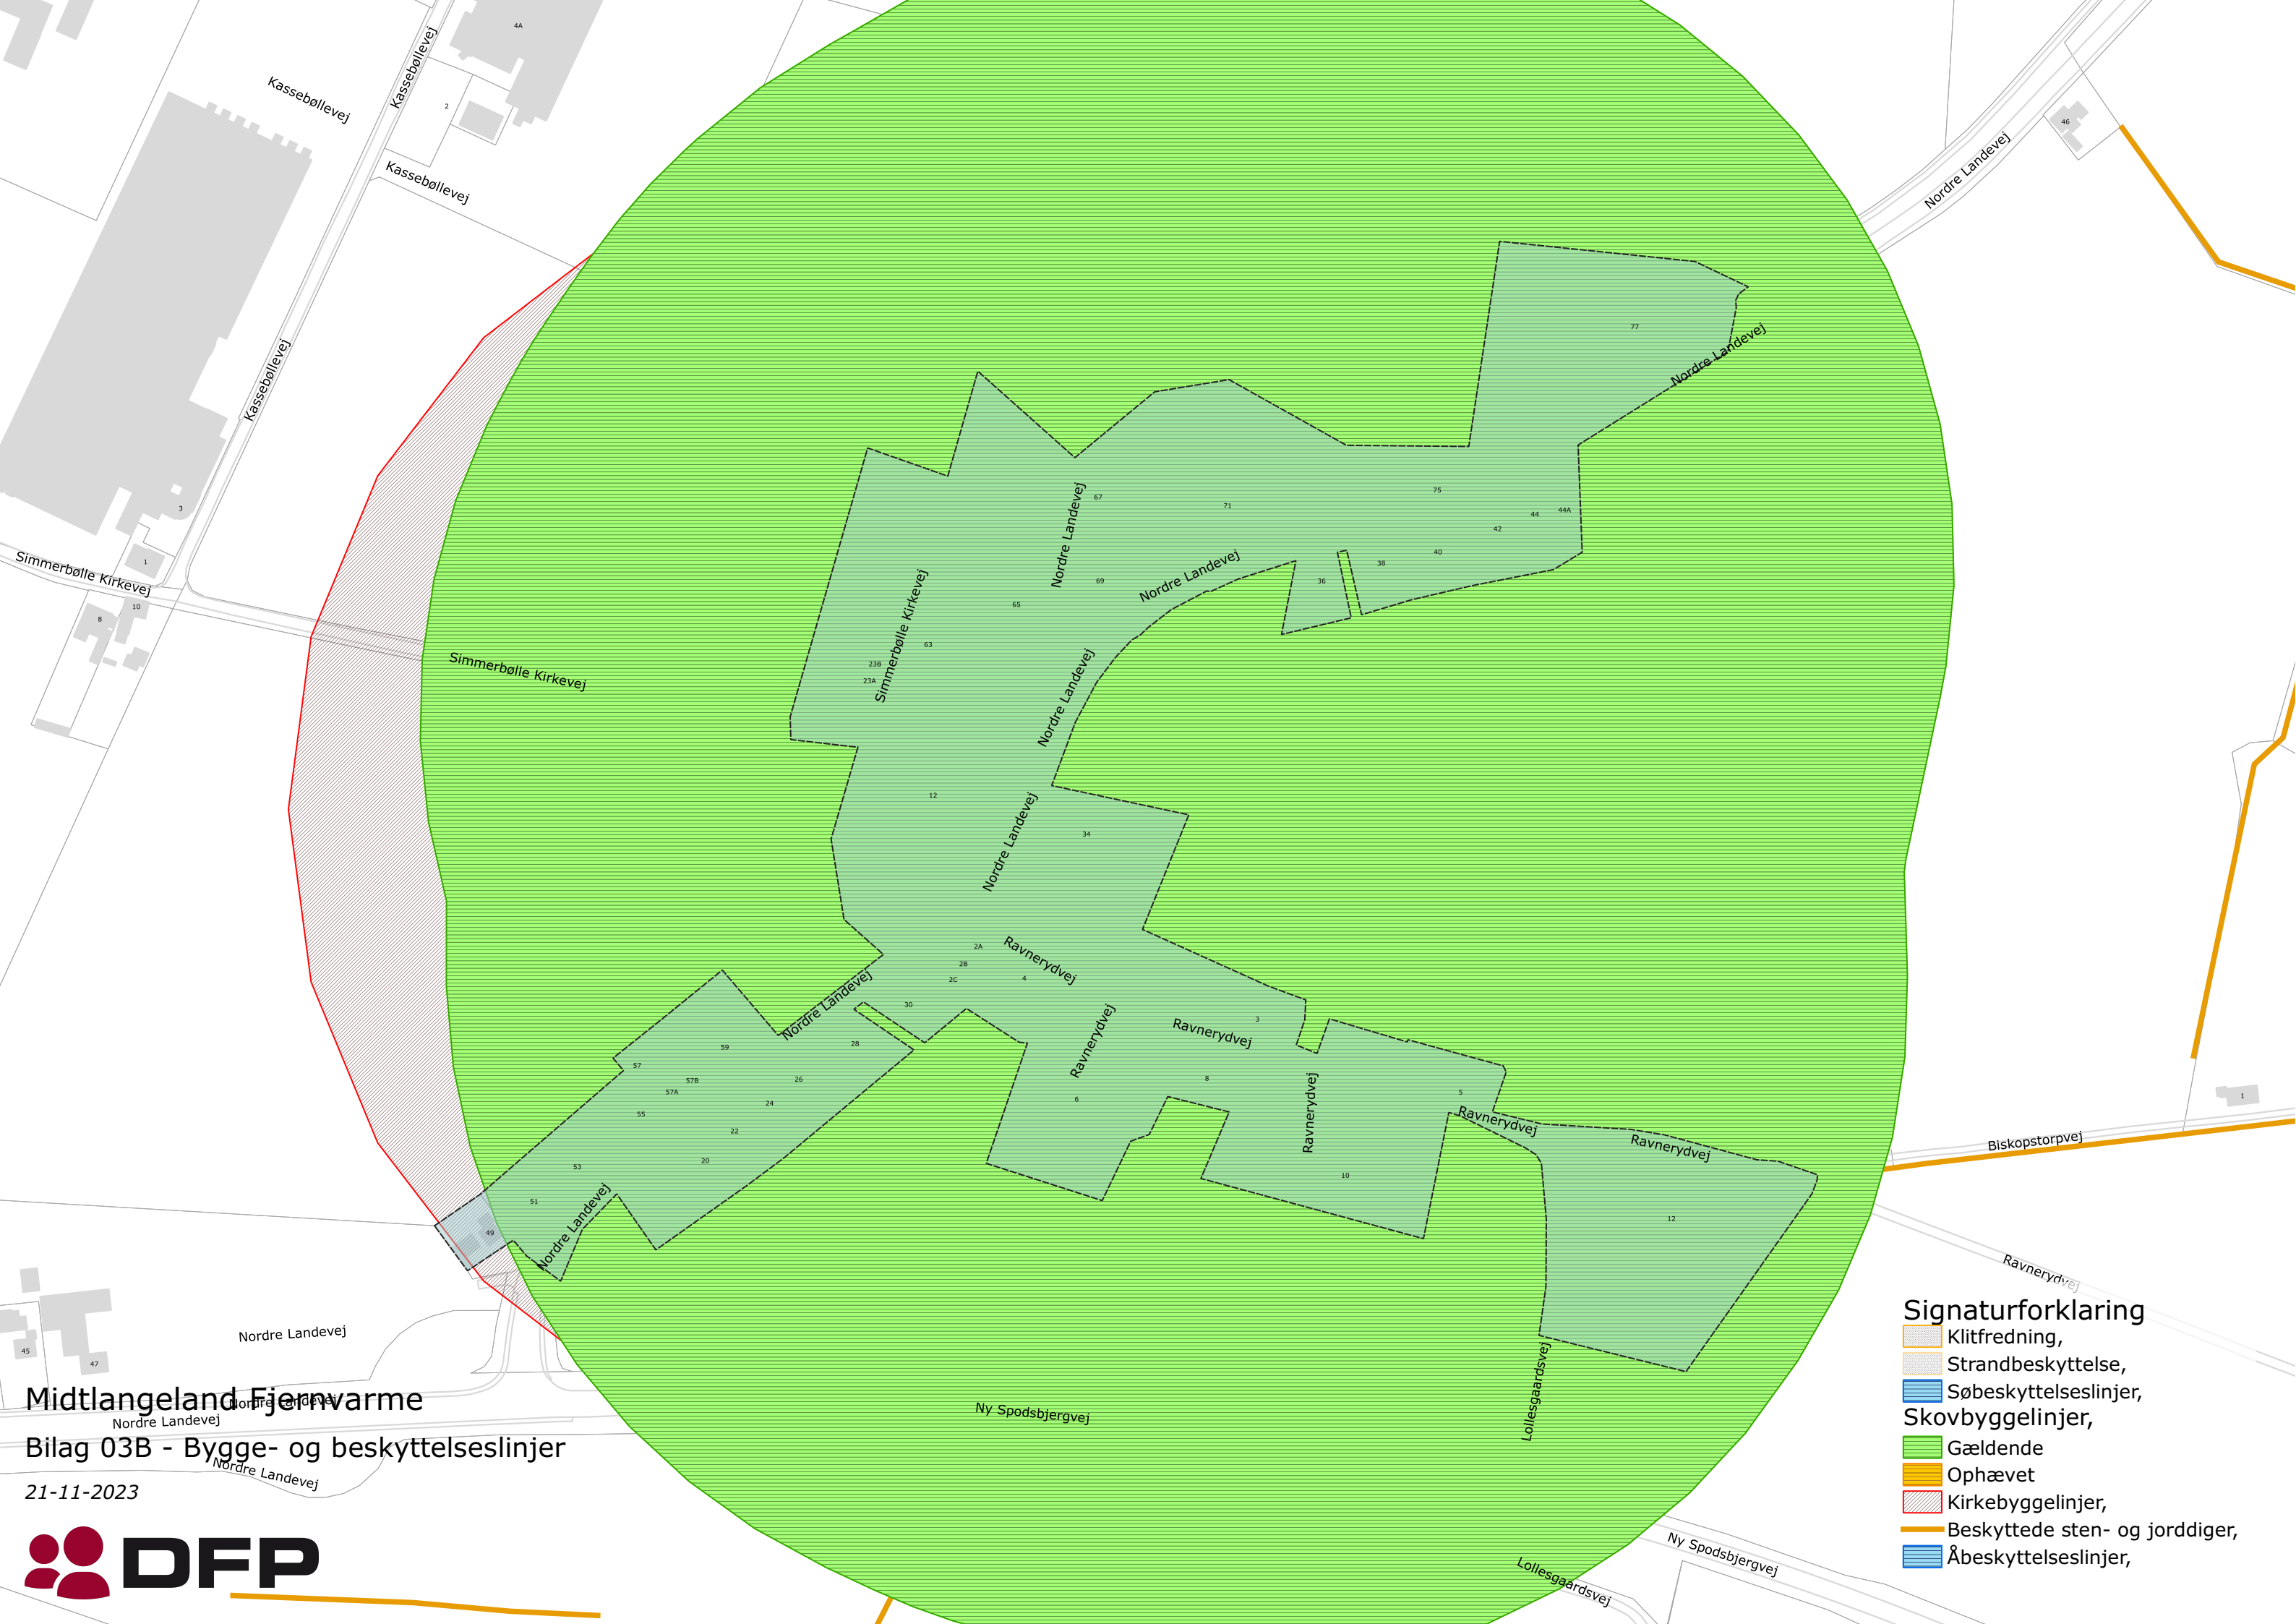 4A
Kassebøllevej
Kassebøllevej
2
Kassebøllevej
46
Nordre Landevej
77
Nordre Landevej
Kassebøllevej
3
67
75
71
44A
44
42
40
Nordre Landevej
1
Simmerbølle Kirkevej
Nordre Landevej
38
36
69
65
10
8
Simmerbølle Kirkevej
63
23B
23A
Simmerbølle Kirkevej
Nordre Landevej
12
34
Nordre Landevej
2A
2B
2C
4
Ravnerydvej
Nordre Landevej
30
3
Ravnerydvej
Ravnerydvej
28
59
57
57B
57A
26
24
55
22
20
53
51
49
Nordre Landevej
8
6
Ravnerydvej
5
Ravnerydvej
Ravnerydvej
10
12
1
Biskopstorpvej
Ravnerydvej
45
47
Nordre Landevej
Nordre Landevej
Nordre Landevej
Nordre Landevej
Ny Spodsbjergvej
Lollesgaardsvej
Ny Spodsbjergvej
Lollesgaardsvej
Midtlangeland Fjernvarme
Bilag 03B - Bygge- og beskyttelseslinjer
21-11-2023
DFP
Signaturforklaring
Klitfredning,
Strandbeskyttelse,
Søbeskyttelseslinjer,
Skovbyggelinjer,
Gældende
Ophævet
Kirkebyggelinjer,
Beskyttede sten- og jorddiger,
Åbeskyttelseslinjer,